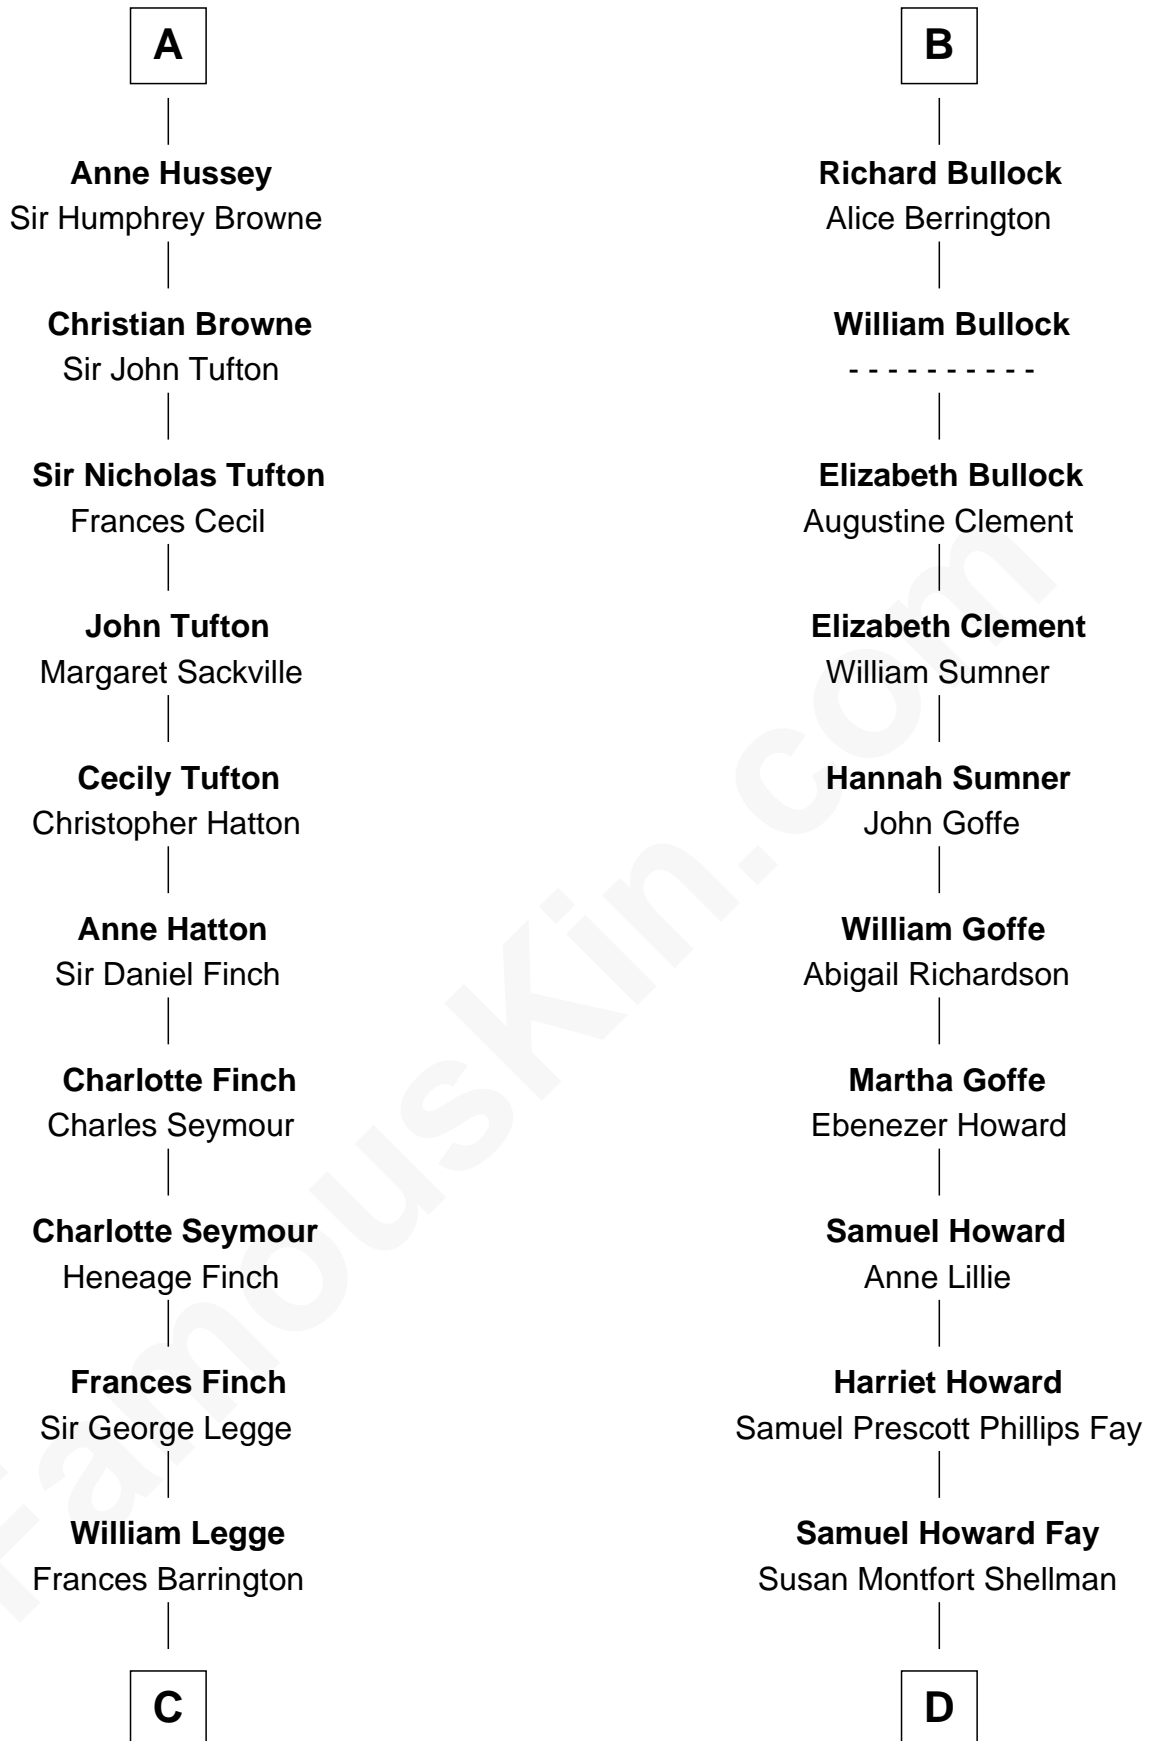 A
Anne Hussey
Sir Humphrey Browne
Christian Browne
Sir John Tufton
Sir Nicholas Tufton
Frances Cecil
John Tufton
Margaret Sackville
Cecily Tufton
Christopher Hatton
Anne Hatton
Sir Daniel Finch
Charlotte Finch
Charles Seymour
Charlotte Seymour
Heneage Finch
Frances Finch
Sir George Legge
William Legge
Frances Barrington
C
B
Richard Bullock
Alice Berrington
William Bullock
- - - - - - - - - -
Elizabeth Bullock
Augustine Clement
Elizabeth Clement
William Sumner
Hannah Sumner
John Goffe
William Goffe
Abigail Richardson
Martha Goffe
Ebenezer Howard
Samuel Howard
Anne Lillie
Harriet Howard
Samuel Prescott Phillips Fay
Samuel Howard Fay
Susan Montfort Shellman
D
FamousKin.com